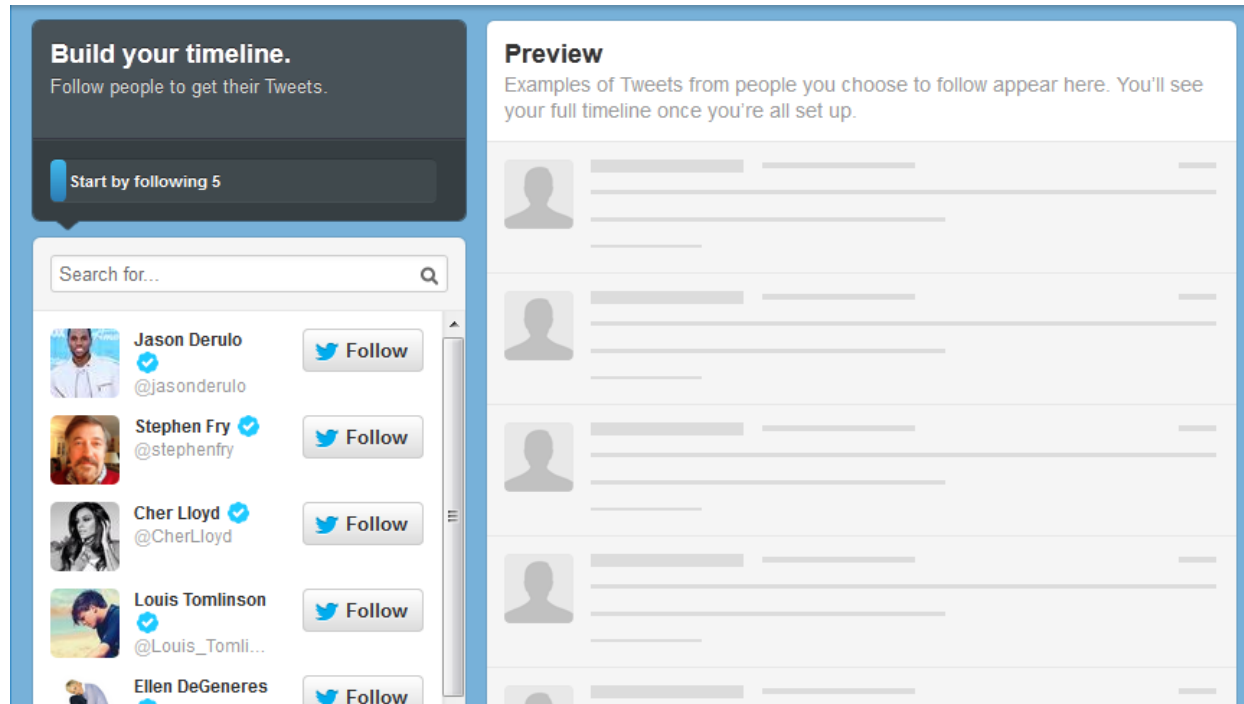 Build your timeline.
Follow people to get their Tweets.
Start by following 5
Search for...
Jason Derulo
@jasonderulo
Follow
Stephen Fry
@stephenfry
Follow
Cher Lloyd
@CherLloyd
Follow
Louis Tomlinson
@Louis_Tomli...
Follow
Ellen DeGeneres
Follow
Preview
Examples of Tweets from people you choose to follow appear here. You'll see
your full timeline once you're all set up.